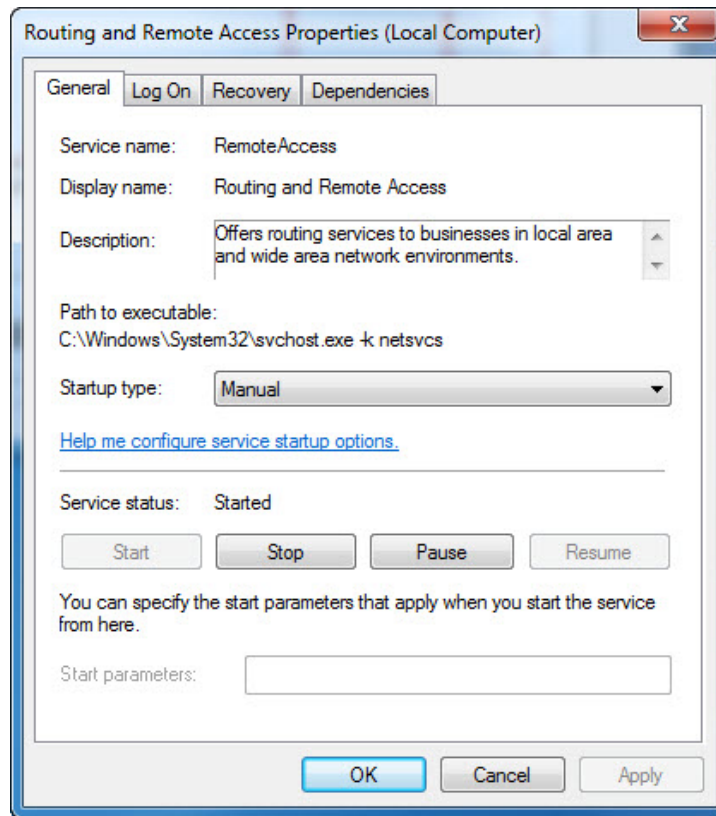 Routing and Remote Access Properties (Local Computer)
General Log On Recovery Dependencies
Service name: RemoteAccess
Display name: Routing and Remote Access
Description: Offers routing services to businesses in local area
and wide area network environments.
Path to executable:
C:\Windows\System32\svchost.exe -k netsvcs
Startup type: Manual
Help me configure service startup options.
Service status: Started
Start Stop Pause Resume
You can specify the start parameters that apply when you start the service
from here.
Start parameters:
OK Cancel Apply